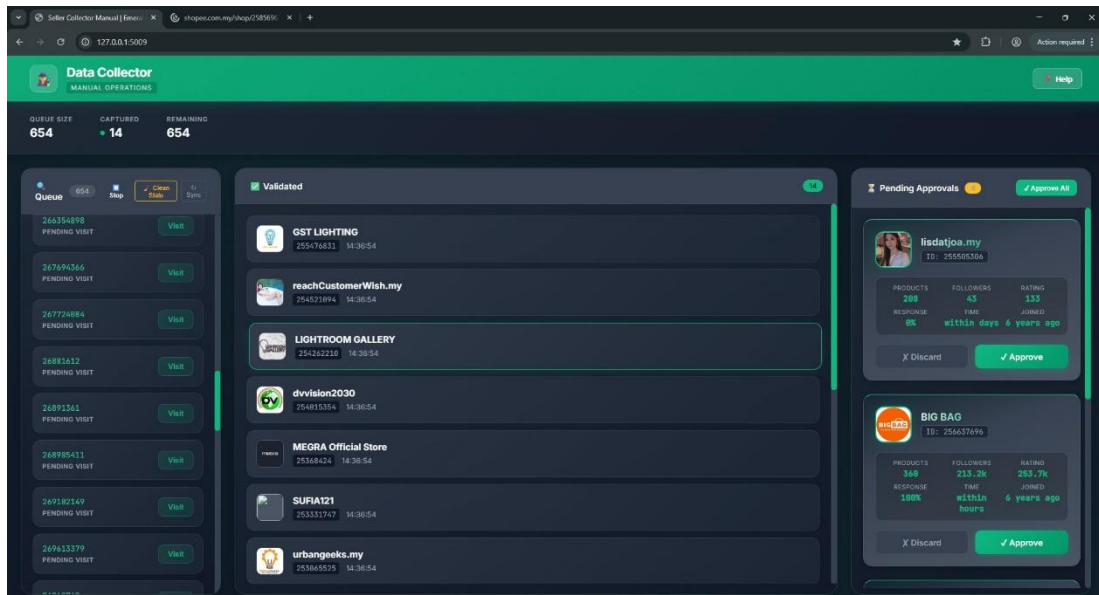 Seller Collector Manual | Emera
shopee.com.my/shop/2585696
127.0.0.1:5009
Action required
Data Collector
MANUAL OPERATIONS
Help
QUEUE SIZE
CAPTURED
REMAINING
654
14
654
Queue
654
Stop
Clean Stale
Sync
266354898
PENDING VISIT
Visit
267694366
PENDING VISIT
Visit
267724884
PENDING VISIT
Visit
26881612
PENDING VISIT
Visit
26891361
PENDING VISIT
Visit
268985411
PENDING VISIT
Visit
269182149
PENDING VISIT
Visit
269613379
PENDING VISIT
Visit
Validated
14
GST LIGHTING
255476831 14:36:54
reachCustomerWish.my
254521894 14:36:54
LIGHTROOM GALLERY
254262210 14:36:54
dvvision2030
254815354 14:36:54
MEGRA Official Store
25368424 14:36:54
SUFIA121
253331747 14:36:54
urbangeeks.my
253865525 14:36:54
Pending Approvals
✓ Approve All
lisdatjoa.my
ID: 255505306
PRODUCTS FOLLOWERS RATING
208 43 133
RESPONSE TIME JOINED
0% within days 6 years ago
✗ Discard
✓ Approve
BIG BAG
BIG BAG
ID: 256637696
PRODUCTS FOLLOWERS RATING
360 213.2k 253.7k
RESPONSE TIME JOINED
100% within hours 6 years ago
✗ Discard
✓ Approve